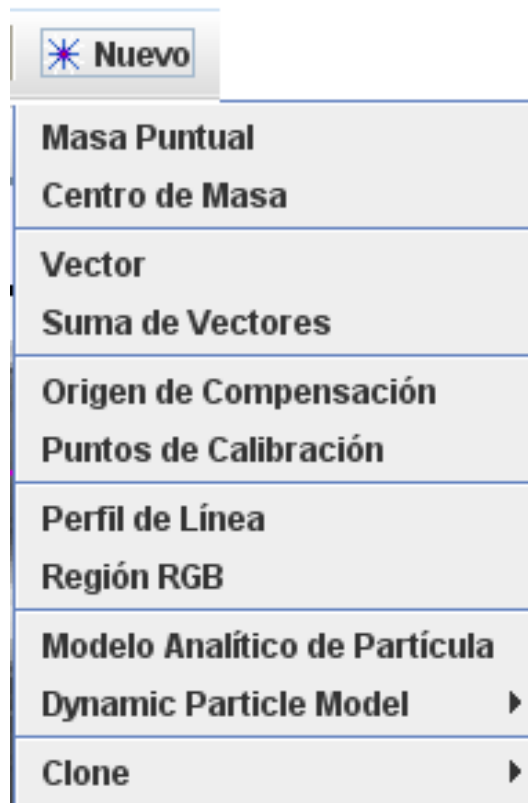 Nuevo
Masa Puntual
Centro de Masa
Vector
Suma de Vectores
Origen de Compensación
Puntos de Calibración
Perfil de Línea
Región RGB
Modelo Analítico de Partícula
Dynamic Particle Model
Clone